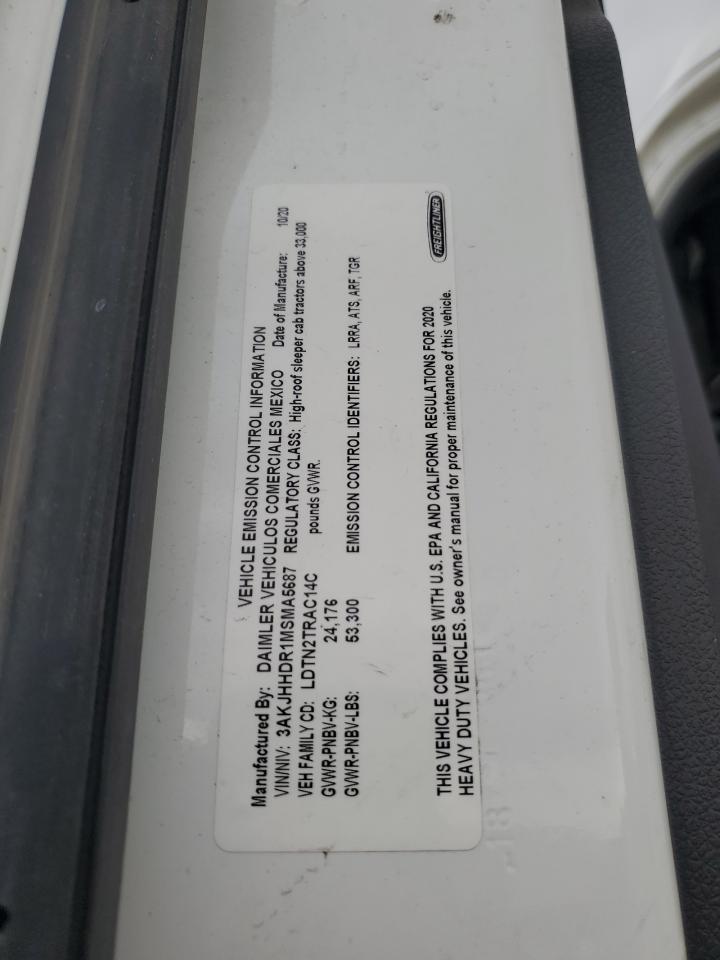 VEHICLE EMISSION CONTROL INFORMATION
Manufactured By: DAIMLER VEHICULOS COMERCIALES MEXICO Date of Manufacture: 10/20
VIN/NIV: 3AKJHHDR1MSMA5687 REGULATORY CLASS: High-roof sleeper cab tractors above 33,000
VEH FAMILY CD: LDTN2TRAC14C pounds GVWR.
GVWR-PNBV-KG: 24,176
GVWR-PNBV-LBS: 53,300 EMISSION CONTROL IDENTIFIERS: LRRA, ATS, ARF, TGR
THIS VEHICLE COMPLIES WITH U.S. EPA AND CALIFORNIA REGULATIONS FOR 2020
HEAVY DUTY VEHICLES. See owner's manual for proper maintenance of this vehicle.
FREIGHTLINER